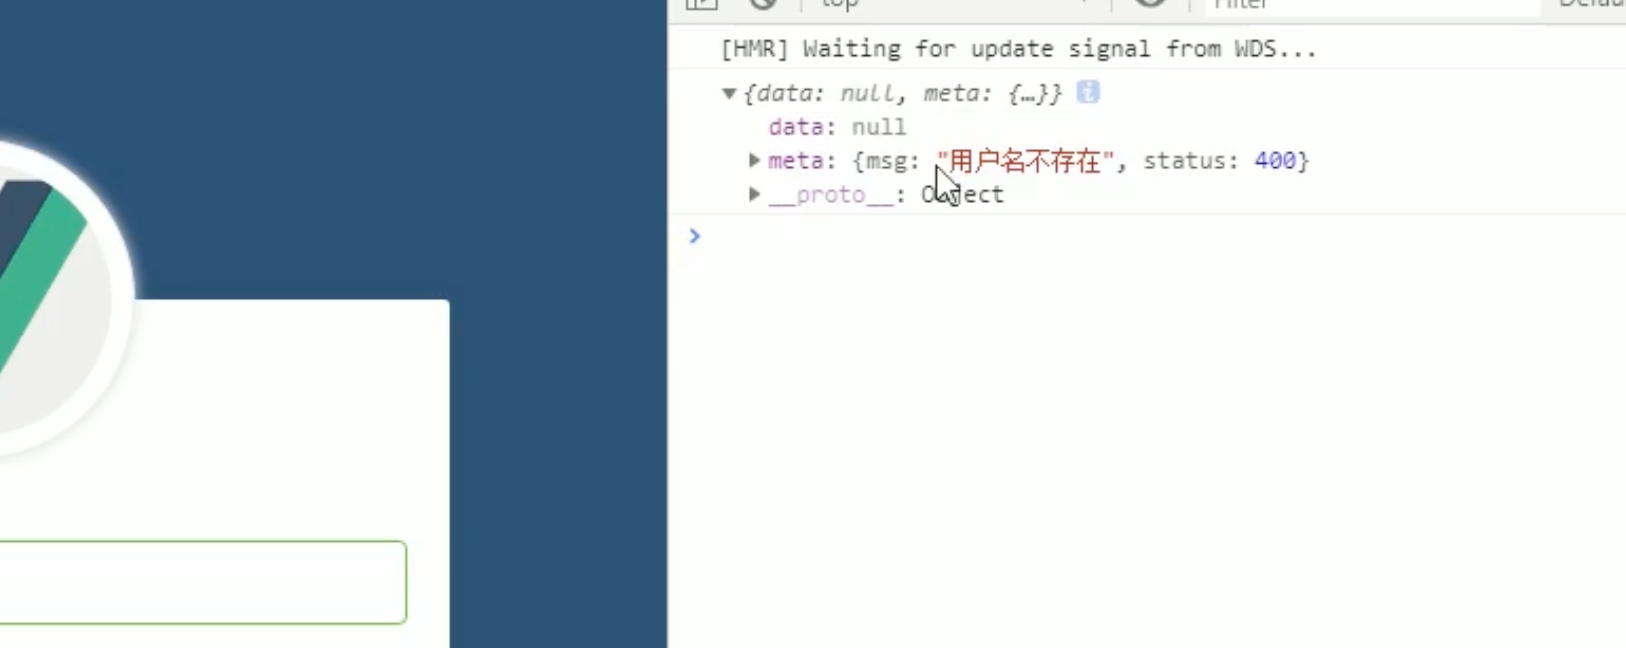 top Filter Defau
[HMR] Waiting for update signal from WDS...
▼{data: null, meta: {…}} i
data: null
▶meta: {msg: "用户名不存在", status: 400}
▶__proto__: Object
>